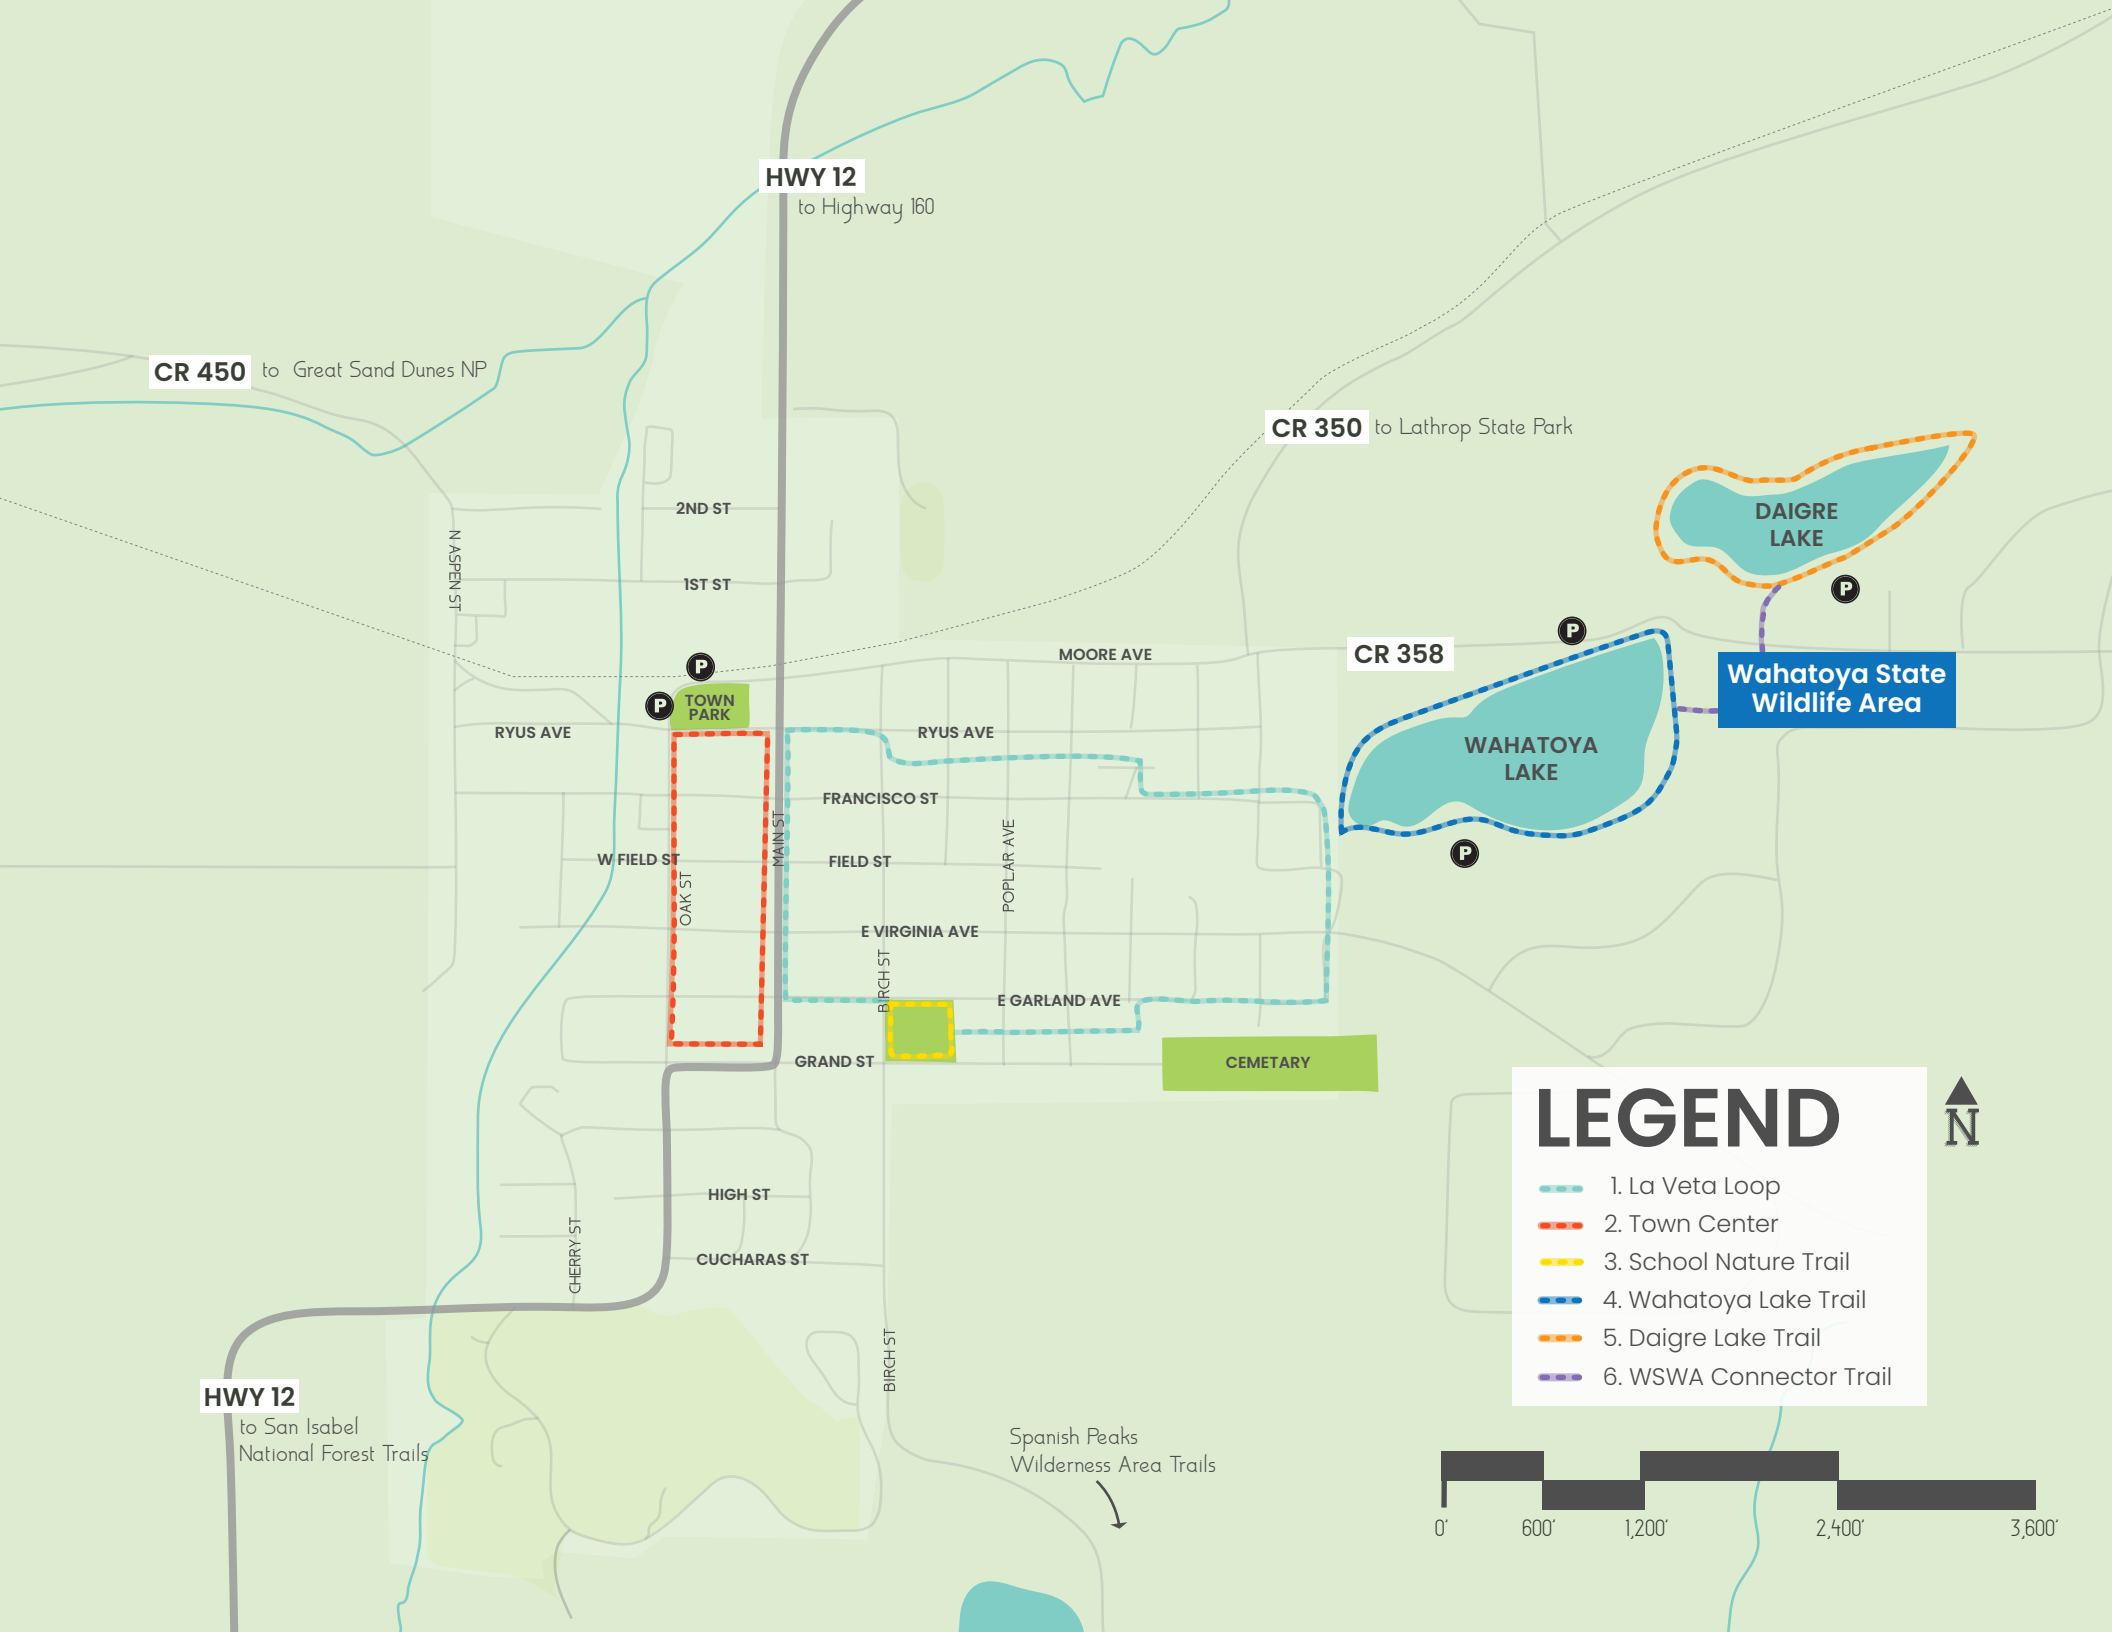 HWY 12
to Highway 160
CR 450 to Great Sand Dunes NP
CR 350 to Lathrop State Park
2ND ST
N ASPEN ST
1ST ST
DAIGRE
LAKE
P
P
P
P
P
MOORE AVE
CR 358
TOWN
PARK
Wahatoya State
Wildlife Area
RYUS AVE
RYUS AVE
WAHATOYA
LAKE
FRANCISCO ST
MAIN ST
W FIELD ST
FIELD ST
POPLAR AVE
OAK ST
E VIRGINIA AVE
BIRCH ST
E GARLAND AVE
GRAND ST
CEMETARY
HIGH ST
CHERRY ST
CUCHARAS ST
BIRCH ST
HWY 12
to San Isabel
National Forest Trails
Spanish Peaks
Wilderness Area Trails
LEGEND
N
1. La Veta Loop
2. Town Center
3. School Nature Trail
4. Wahatoya Lake Trail
5. Daigre Lake Trail
6. WSWA Connector Trail
0' 600' 1,200' 2,400' 3,600'